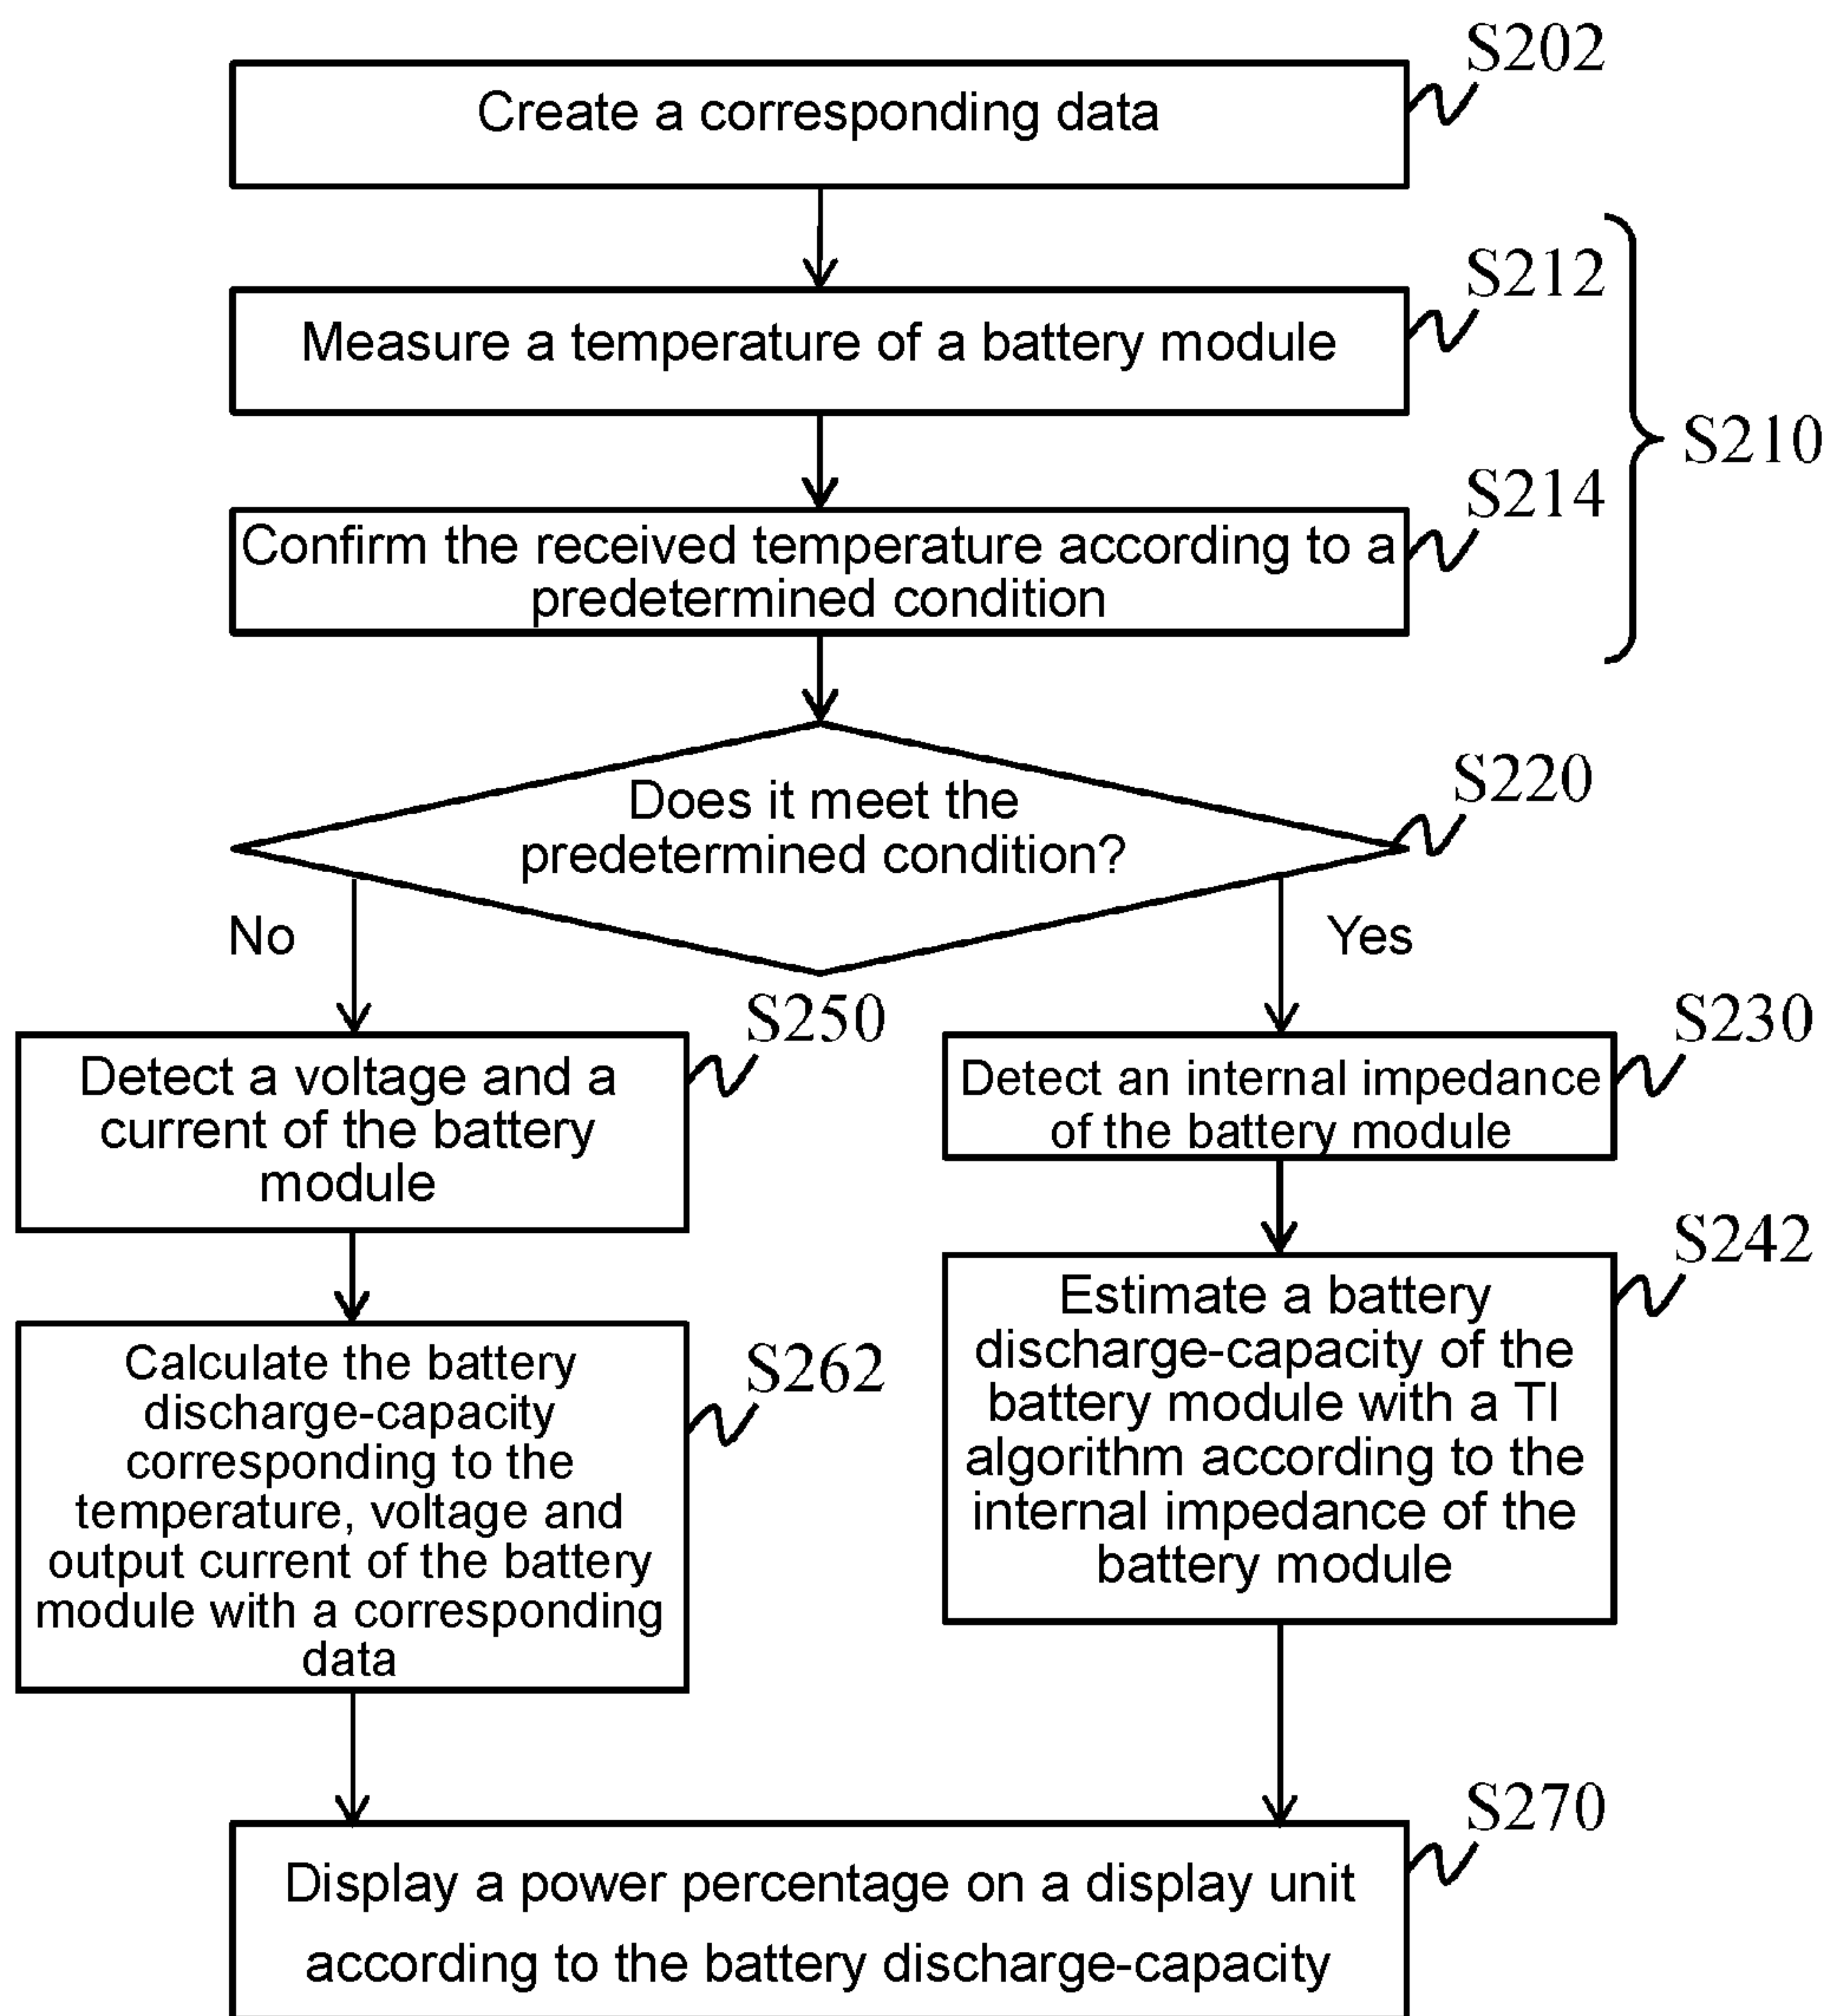 S202
Create a corresponding data
S212
Measure a temperature of a battery module
S210
S214
Confirm the received temperature according to a
predetermined condition
S220
Does it meet the
predetermined condition?
No
Yes
S250
Detect a voltage and a
current of the battery
module
S230
Detect an internal impedance
of the battery module
S262
Calculate the battery
discharge-capacity
corresponding to the
temperature, voltage and
output current of the battery
module with a corresponding
data
S242
Estimate a battery
discharge-capacity of the
battery module with a TI
algorithm according to the
internal impedance of the
battery module
S270
Display a power percentage on a display unit
according to the battery discharge-capacity